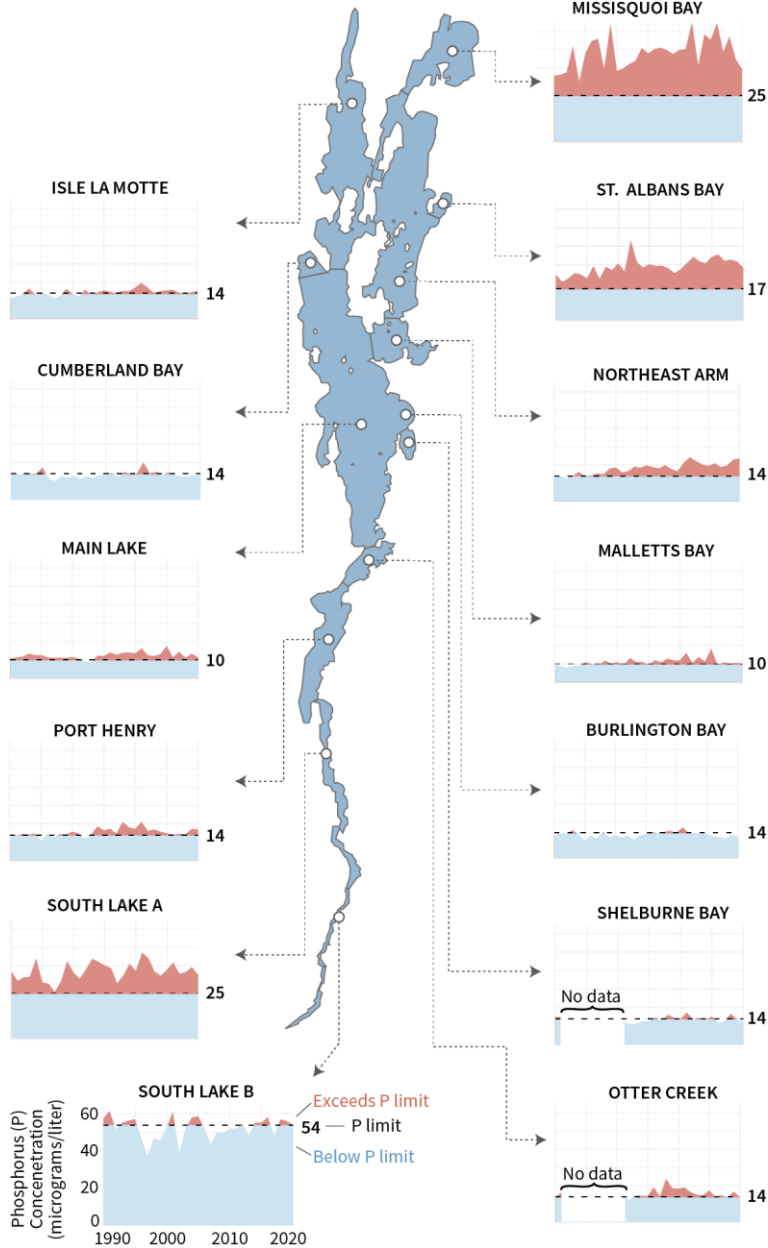 MISSISQUOI BAY
25
ISLE LA MOTTE
14
ST. ALBANS BAY
17
CUMBERLAND BAY
14
NORTHEAST ARM
14
MAIN LAKE
10
MALLETTS BAY
10
PORT HENRY
14
BURLINGTON BAY
14
SOUTH LAKE A
25
SHELBURNE BAY
No data
14
SOUTH LAKE B
Phosphorus (P)
Concenetration
(micrograms/liter)
60
40
20
0
1990 2000 2010 2020
Exceeds P limit
54 — P limit
Below P limit
OTTER CREEK
No data
14